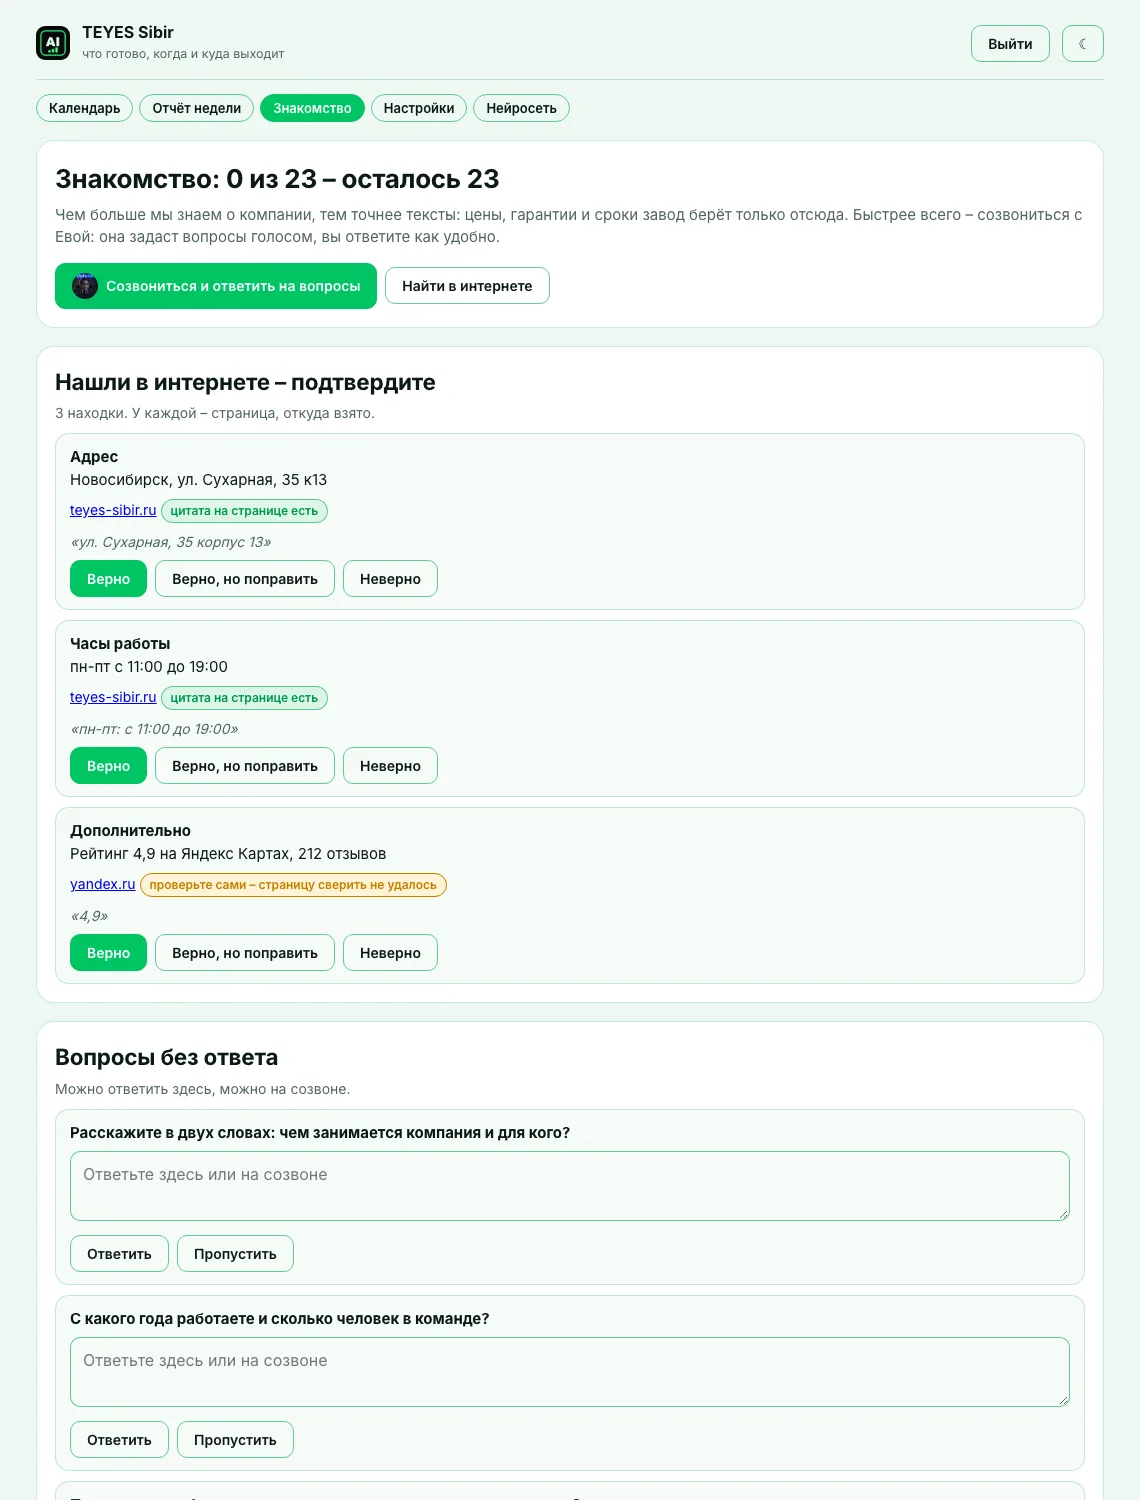 AI
TEYES Sibir
что готово, когда и куда выходит
Выйти
Календарь
Отчёт недели
Знакомство
Настройки
Нейросеть
Знакомство: 0 из 23 – осталось 23
Чем больше мы знаем о компании, тем точнее тексты: цены, гарантии и сроки завод берёт только отсюда. Быстрее всего – созвониться с
Евой: она задаст вопросы голосом, вы ответите как удобно.
Созвониться и ответить на вопросы
Найти в интернете
Нашли в интернете – подтвердите
3 находки. У каждой – страница, откуда взято.
Адрес
Новосибирск, ул. Сухарная, 35 к13
teyes-sibir.ru цитата на странице есть
«ул. Сухарная, 35 корпус 13»
Верно
Верно, но поправить
Неверно
Часы работы
пн-пт с 11:00 до 19:00
teyes-sibir.ru цитата на странице есть
«пн-пт: с 11:00 до 19:00»
Верно
Верно, но поправить
Неверно
Дополнительно
Рейтинг 4,9 на Яндекс Картах, 212 отзывов
yandex.ru проверьте сами – страницу сверить не удалось
«4,9»
Верно
Верно, но поправить
Неверно
Вопросы без ответа
Можно ответить здесь, можно на созвоне.
Расскажите в двух словах: чем занимается компания и для кого?
Ответьте здесь или на созвоне
Ответить
Пропустить
С какого года работаете и сколько человек в команде?
Ответьте здесь или на созвоне
Ответить
Пропустить